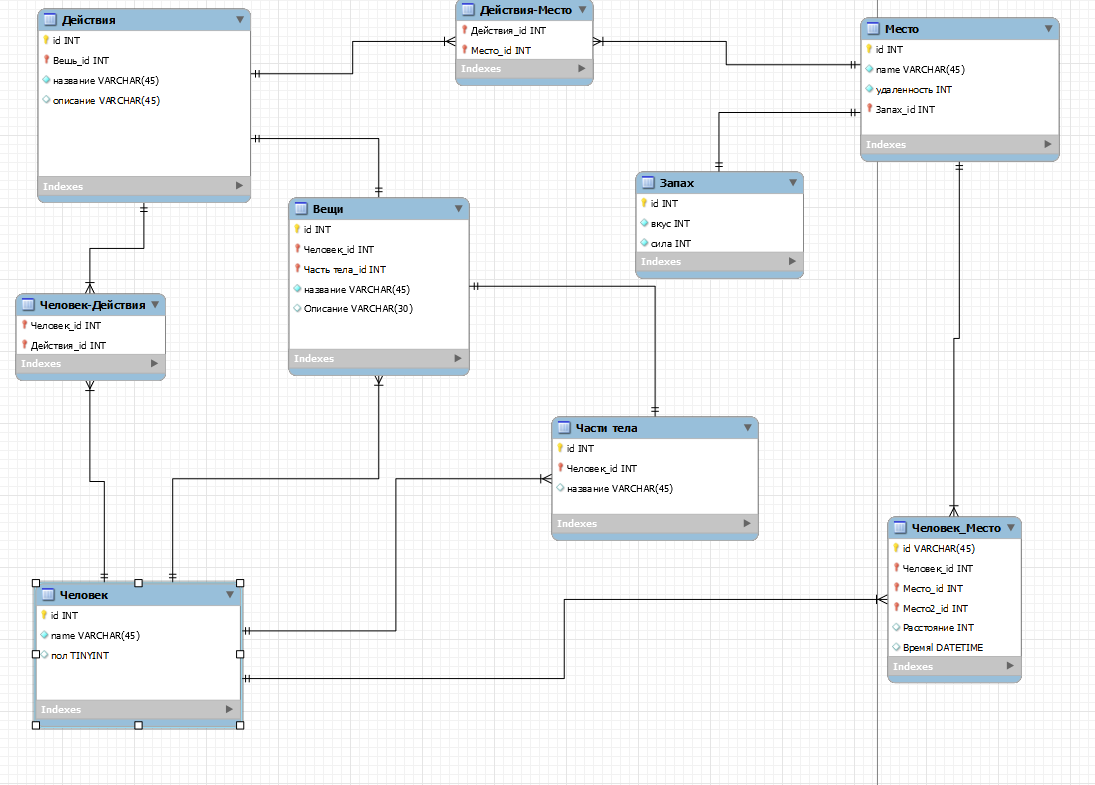 Действия
id INT
Вешь_id INT
название VARCHAR(45)
описание VARCHAR(45)
Indexes
Действия-Место
Действия_id INT
Место_id INT
Indexes
Место
id INT
name VARCHAR(45)
удаленность INT
Запах_id INT
Indexes
Запах
id INT
вкус INT
сила INT
Indexes
Вещи
id INT
Человек_id INT
Часть тела_id INT
название VARCHAR(45)
Описание VARCHAR(30)
Indexes
Человек-Действия
Человек_id INT
Действия_id INT
Indexes
Части тела
id INT
Человек_id INT
название VARCHAR(45)
Indexes
Человек_Место
id VARCHAR(45)
Человек_id INT
Место_id INT
Место2_id INT
Расстояние INT
Времяl DATETIME
Indexes
Человек
id INT
name VARCHAR(45)
пол TINYINT
Indexes